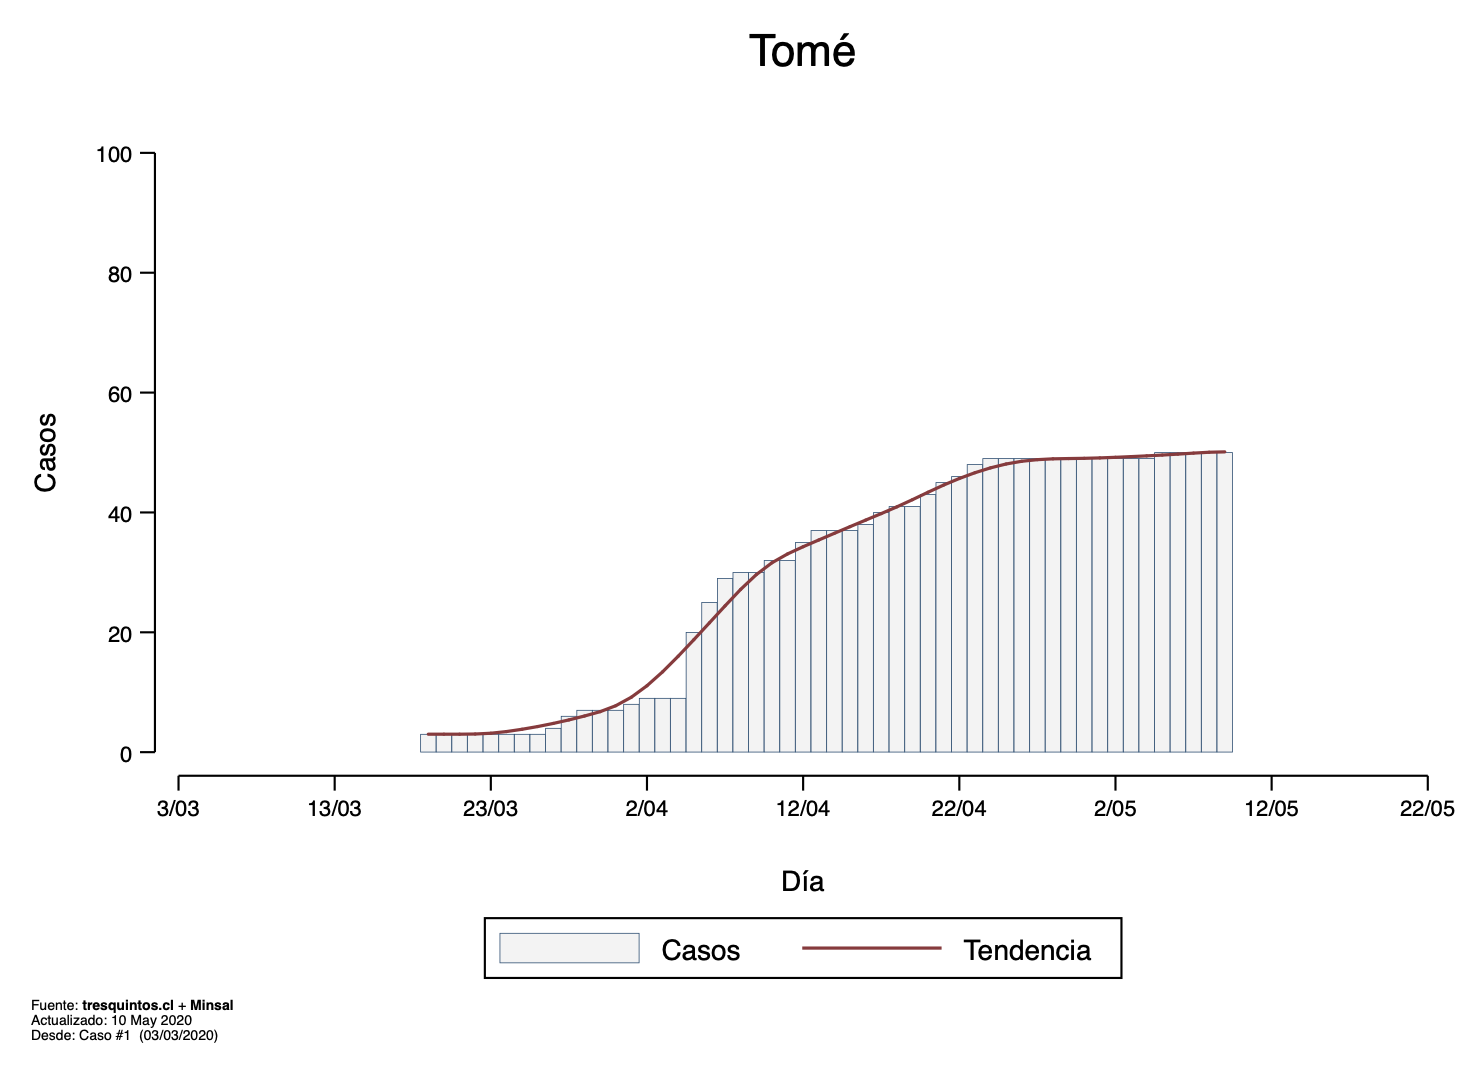 Tomé
100
80
60
40
20
0
Casos
3/03
13/03
23/03
2/04
12/04
22/04
2/05
12/05
22/05
Día
Casos
Tendencia
Fuente: tresquintos.cl + Minsal
Actualizado: 10 May 2020
Desde: Caso #1 (03/03/2020)